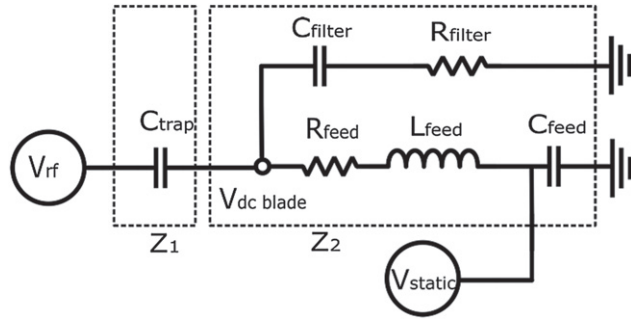 Cfilter
Rfilter
Ctrap
Rfeed
Lfeed
Cfeed
Vrf
Vdc blade
Z1
Z2
Vstatic